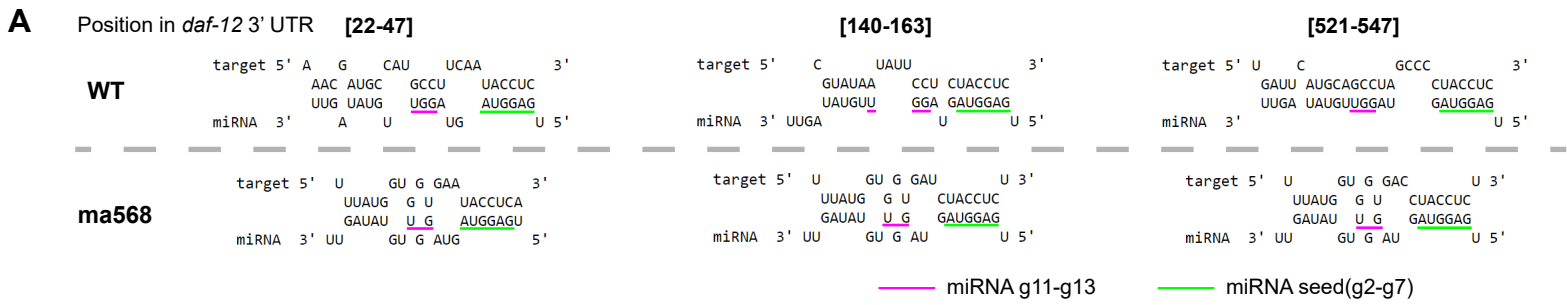 A Position in daf-12 3' UTR [22-47] [140-163] [521-547]
target 5' A G CAU UCAA 3' target 5' C UAUU 3' target 5' U C GCCC 3'
WT
AAC AUGC GCCU UACCUC GUAUAA CCU CUACCUC GAUU AUGCAGCCUA CUACCUC
UUG UAUG UGGA AUGGAG UAUGUU GGA GAUGGAG UUGA UAUGUUGGAU GAUGGAG
miRNA 3' A U UG U 5' miRNA 3' UUGA U U 5' miRNA 3' U 5'
target 5' U GU G GAA 3' target 5' U GU G GAU U 3' target 5' U GU G GAC U 3'
ma568
UUAUG G U UACCUCA UUAUG G U CUACCUC UUAUG G U CUACCUC
GAUAU U G AUGGAGU GAUAU U G GAUGGAG GAUAU U G GAUGGAG
miRNA 3' UU GU G AUG 5' miRNA 3' UU GU G AU U 5' miRNA 3' UU GU G AU U 5'
miRNA g11-g13 miRNA seed(g2-g7)